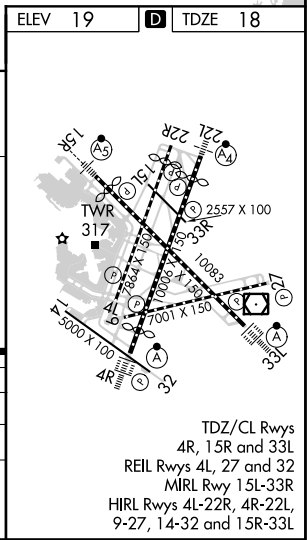 ELEV 19
D
TDZE 18
15R
A5
22R
22L
A4
15L
P
P
P
P
2557 X 100
33R
TWR
317
P
7864 X 150
10083
P
4L
9
7001 X 150
P
27
P
14
5000 X 100
A
P
4R
32
A
33L
P
TDZ/CL Rwys
4R, 15R and 33L
REIL Rwys 4L, 27 and 32
MIRL Rwy 15L-33R
HIRL Rwys 4L-22R, 4R-22L,
9-27, 14-32 and 15R-33L